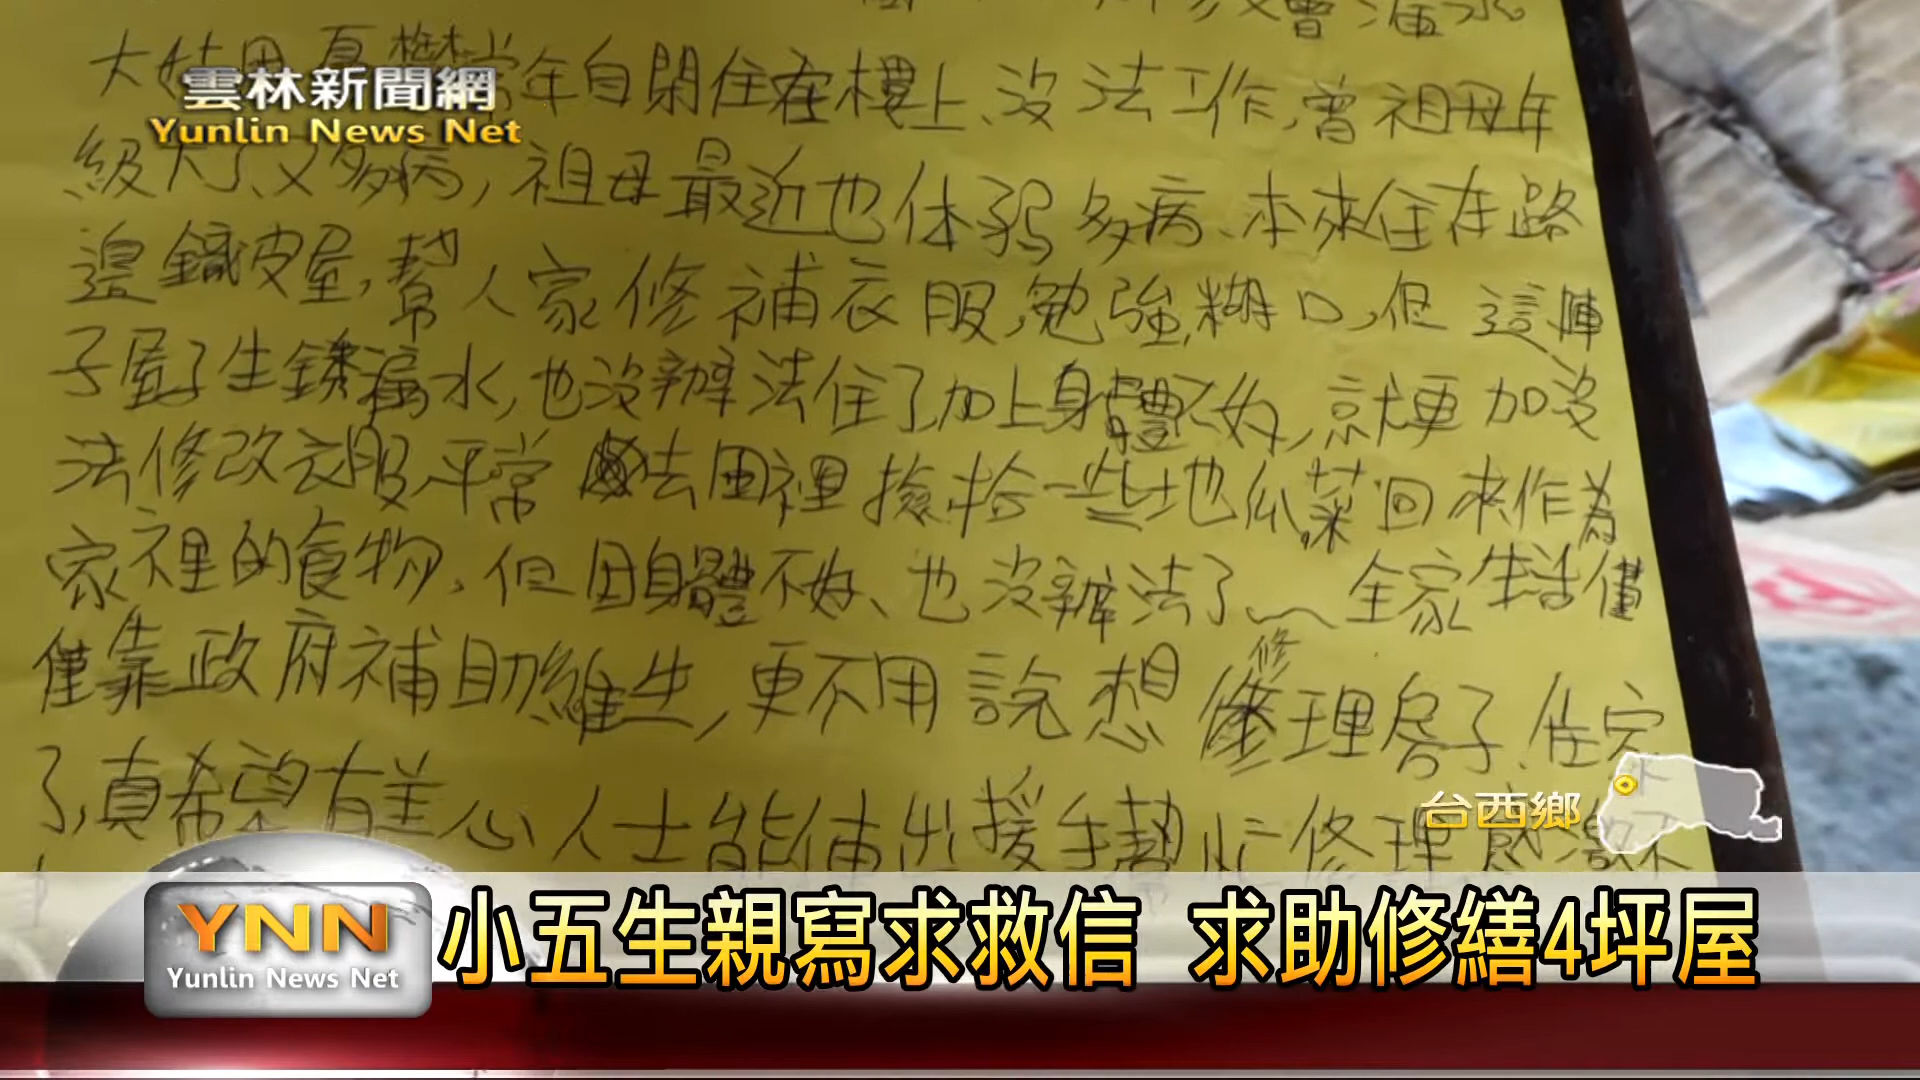 會漏水
大姑因憂鬱常年自閉住在樓上、沒法工作,曾祖母年
級大了、又多病,祖母最近也体弱多病、本來住在路
邊鐵皮屋,幫人家修補衣服,勉強糊口,但這陣
子屋子生銹漏水,也沒辦法住了加上身體不好,就更加沒
法修改衣服,平常去田裡撿拾一些地瓜菜回來作為
家裡的食物,但因身體不好、也沒辦法了~全家生活僅
僅靠政府補助維生,更不用說想修理房子.住宅
了,真希望有善心人士能伸出援手幫忙修理
雲林新聞網
Yunlin News Net
台西鄉
YNN
Yunlin News Net
小五生親寫求救信 求助修繕4坪屋